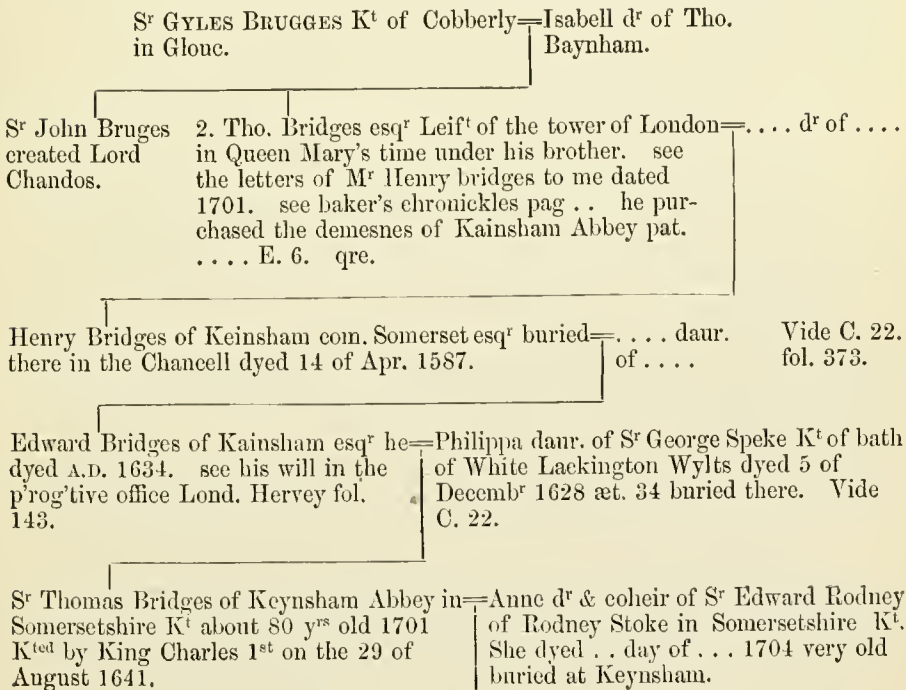 Sʳ GYLES BRUGGES Kᵗ of Cobberly=Isabell dʳ of Tho.
in Glouc. Baynham.
Sʳ John Bruges
created Lord
Chandos.
2. Tho. Bridges esqʳ Leifᵗ of the tower of London=.... dʳ of ....
in Queen Mary's time under his brother. see
the letters of Mʳ Henry bridges to me dated
1701. see baker's chronickles pag .. he pur-
chased the demesnes of Kainsham Abbey pat.
.... E. 6. qre.
Henry Bridges of Keinsham com. Somerset esqʳ buried=.... daur.
there in the Chancell dyed 14 of Apr. 1587. of ....
Vide C. 22.
fol. 373.
Edward Bridges of Kainsham esqʳ he=
dyed A.D. 1634. see his will in the
p'rog'tive office Lond. Hervey fol.
143.
Philippa daur. of Sʳ George Speke Kᵗ of bath
of White Lackington Wylts dyed 5 of
Decembʳ 1628 æt. 34 buried there. Vide
C. 22.
Sʳ Thomas Bridges of Keynsham Abbey in=
Somersetshire Kᵗ about 80 yʳˢ old 1701
Kᵗᵉᵈ by King Charles 1ˢᵗ on the 29 of
August 1641.
Anne dʳ & coheir of Sʳ Edward Rodney
of Rodney Stoke in Somersetshire Kᵗ.
She dyed .. day of ... 1704 very old
buried at Keynsham.